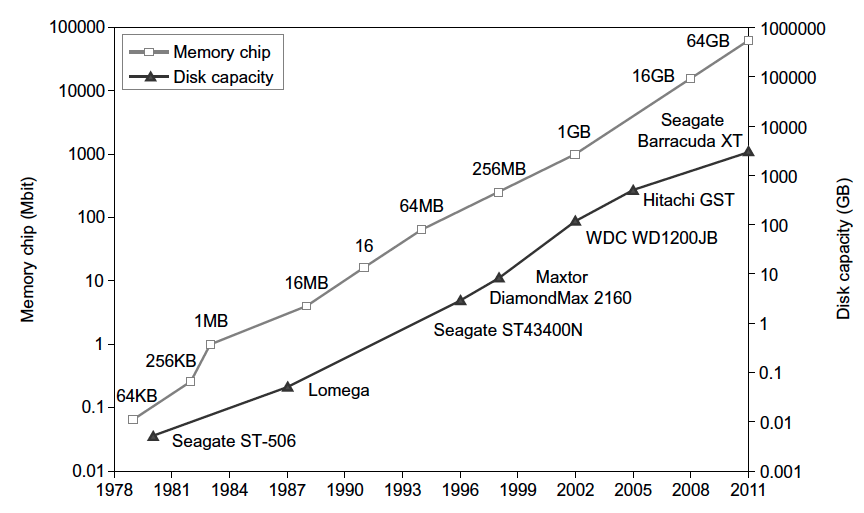 100000
10000
1000
100
10
1
0.1
0.01
Memory chip (Mbit)
Memory chip
Disk capacity
64KB
256KB
1MB
16MB
16
64MB
256MB
1GB
16GB
64GB
Seagate ST-506
Lomega
Seagate ST43400N
Maxtor
DiamondMax 2160
WDC WD1200JB
Hitachi GST
Seagate
Barracuda XT
1000000
100000
10000
1000
100
10
1
0.1
0.01
0.001
Disk capacity (GB)
1978 1981 1984 1987 1990 1993 1996 1999 2002 2005 2008 2011